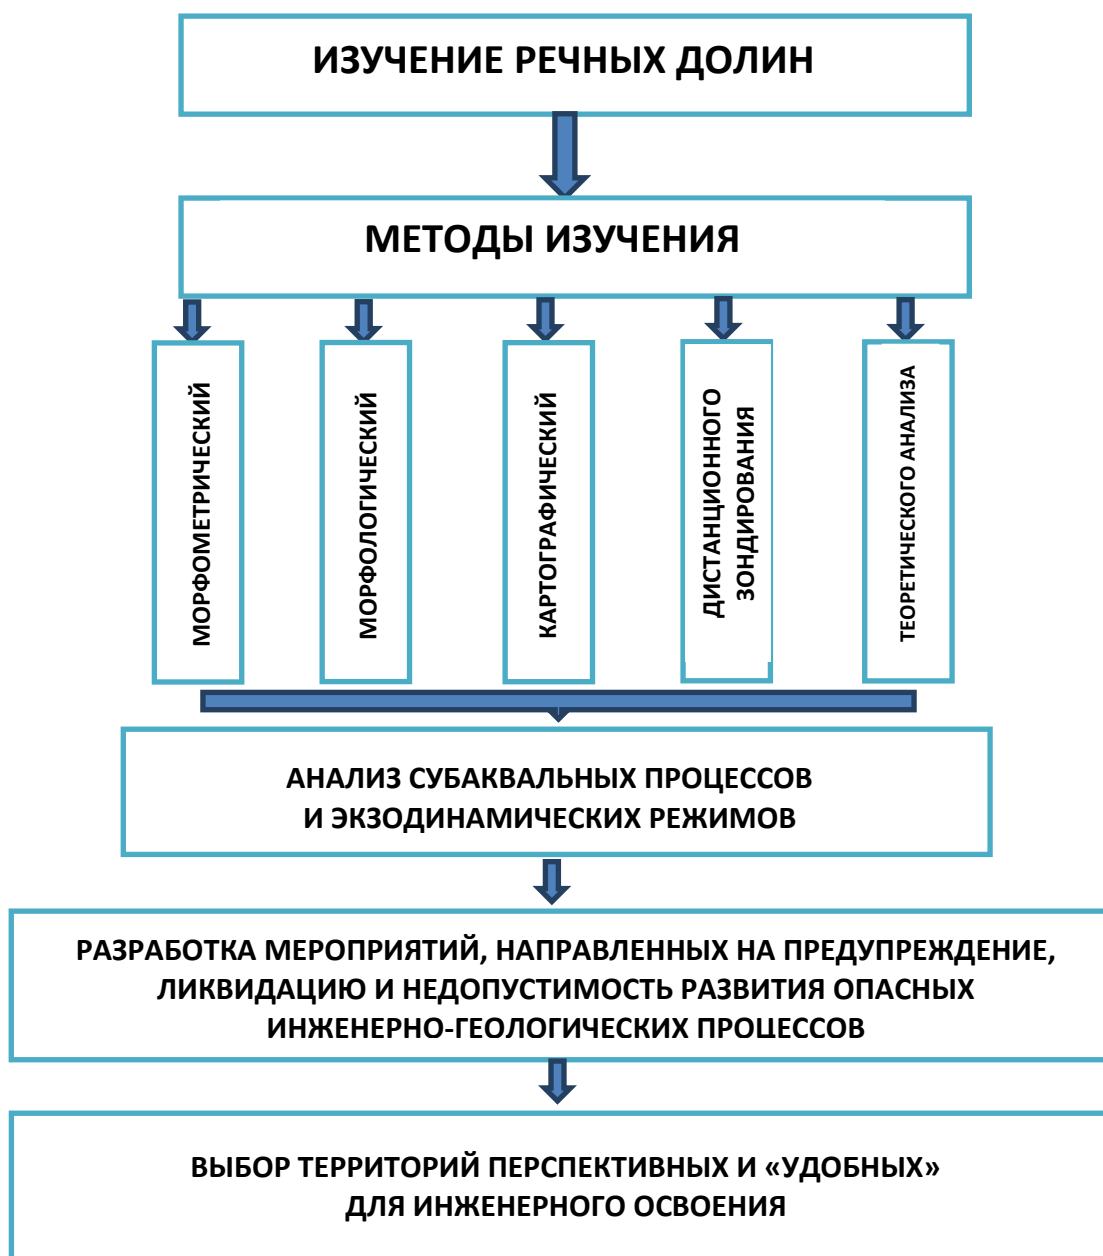 ИЗУЧЕНИЕ РЕЧНЫХ ДОЛИН
МЕТОДЫ ИЗУЧЕНИЯ
МОРФОМЕТРИЧЕСКИЙ
МОРФОЛОГИЧЕСКИЙ
КАРТОГРАФИЧЕСКИЙ
ДИСТАНЦИОННОГО
ЗОНДИРОВАНИЯ
ТЕОРЕТИЧЕСКОГО АНАЛИЗА
АНАЛИЗ СУБАКВАЛЬНЫХ ПРОЦЕССОВ
И ЭКЗОДИНАМИЧЕСКИХ РЕЖИМОВ
РАЗРАБОТКА МЕРОПРИЯТИЙ, НАПРАВЛЕННЫХ НА ПРЕДУПРЕЖДЕНИЕ,
ЛИКВИДАЦИЮ И НЕДОПУСТИМОСТЬ РАЗВИТИЯ ОПАСНЫХ
ИНЖЕНЕРНО-ГЕОЛОГИЧЕСКИХ ПРОЦЕССОВ
ВЫБОР ТЕРРИТОРИЙ ПЕРСПЕКТИВНЫХ И «УДОБНЫХ»
ДЛЯ ИНЖЕНЕРНОГО ОСВОЕНИЯ